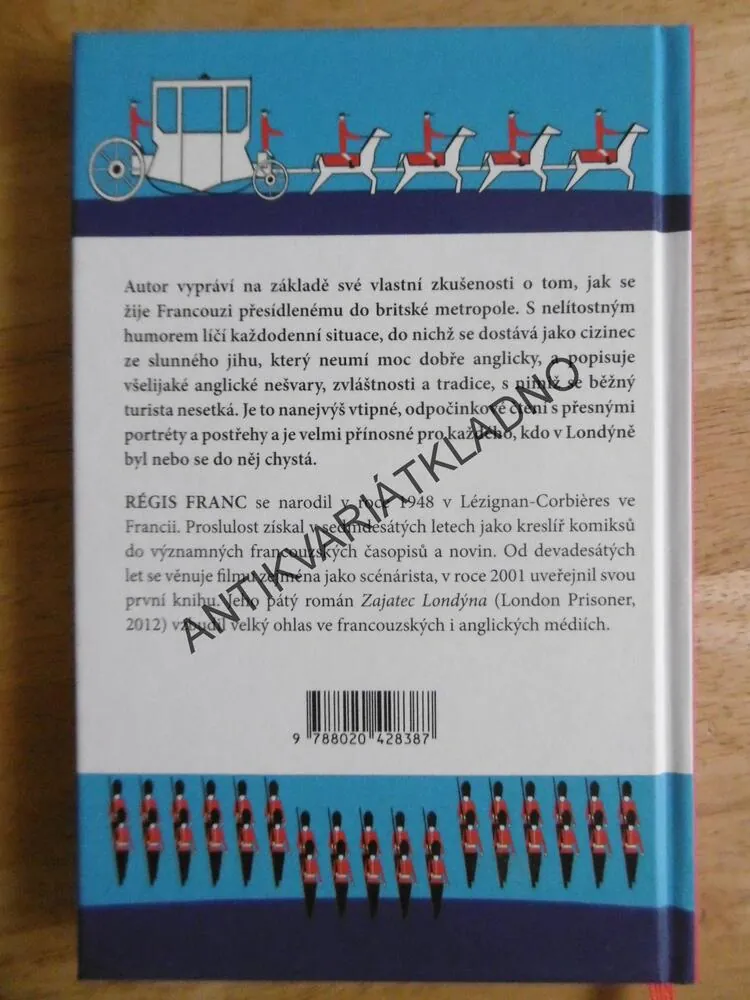 Autor vypráví na základě své vlastní zkušenosti o tom, jak se
žije Francouzi přesídlenému do britské metropole. S nelítostným
humorem líčí každodenní situace, do nichž se dostává jako cizinec
ze slunného jihu, který neumí moc dobře anglicky, a popisuje
všelijaké anglické nešvary, zvláštnosti a tradice, s nimiž se běžný
turista nesetká. Je to nanejvýš vtipné, odpočinkové čtení s přesnými
portréty a postřehy a je velmi přínosné pro každého, kdo v Londýně
byl nebo se do něj chystá.
RÉGIS FRANC se narodil v roce 1948 v Lézignan-Corbières ve
Francii. Proslulost získal v sedmdesátých letech jako kreslíř komiksů
do významných francouzských časopisů a novin. Od devadesátých
let se věnuje filmu zejména jako scénárista, v roce 2001 uveřejnil svou
první knihu. Jeho pátý román Zajatec Londýna (London Prisoner,
2012) vzbudil velký ohlas ve francouzských i anglických médiích.
ANTIKVARIÁTKLADNO
9 788020 428387